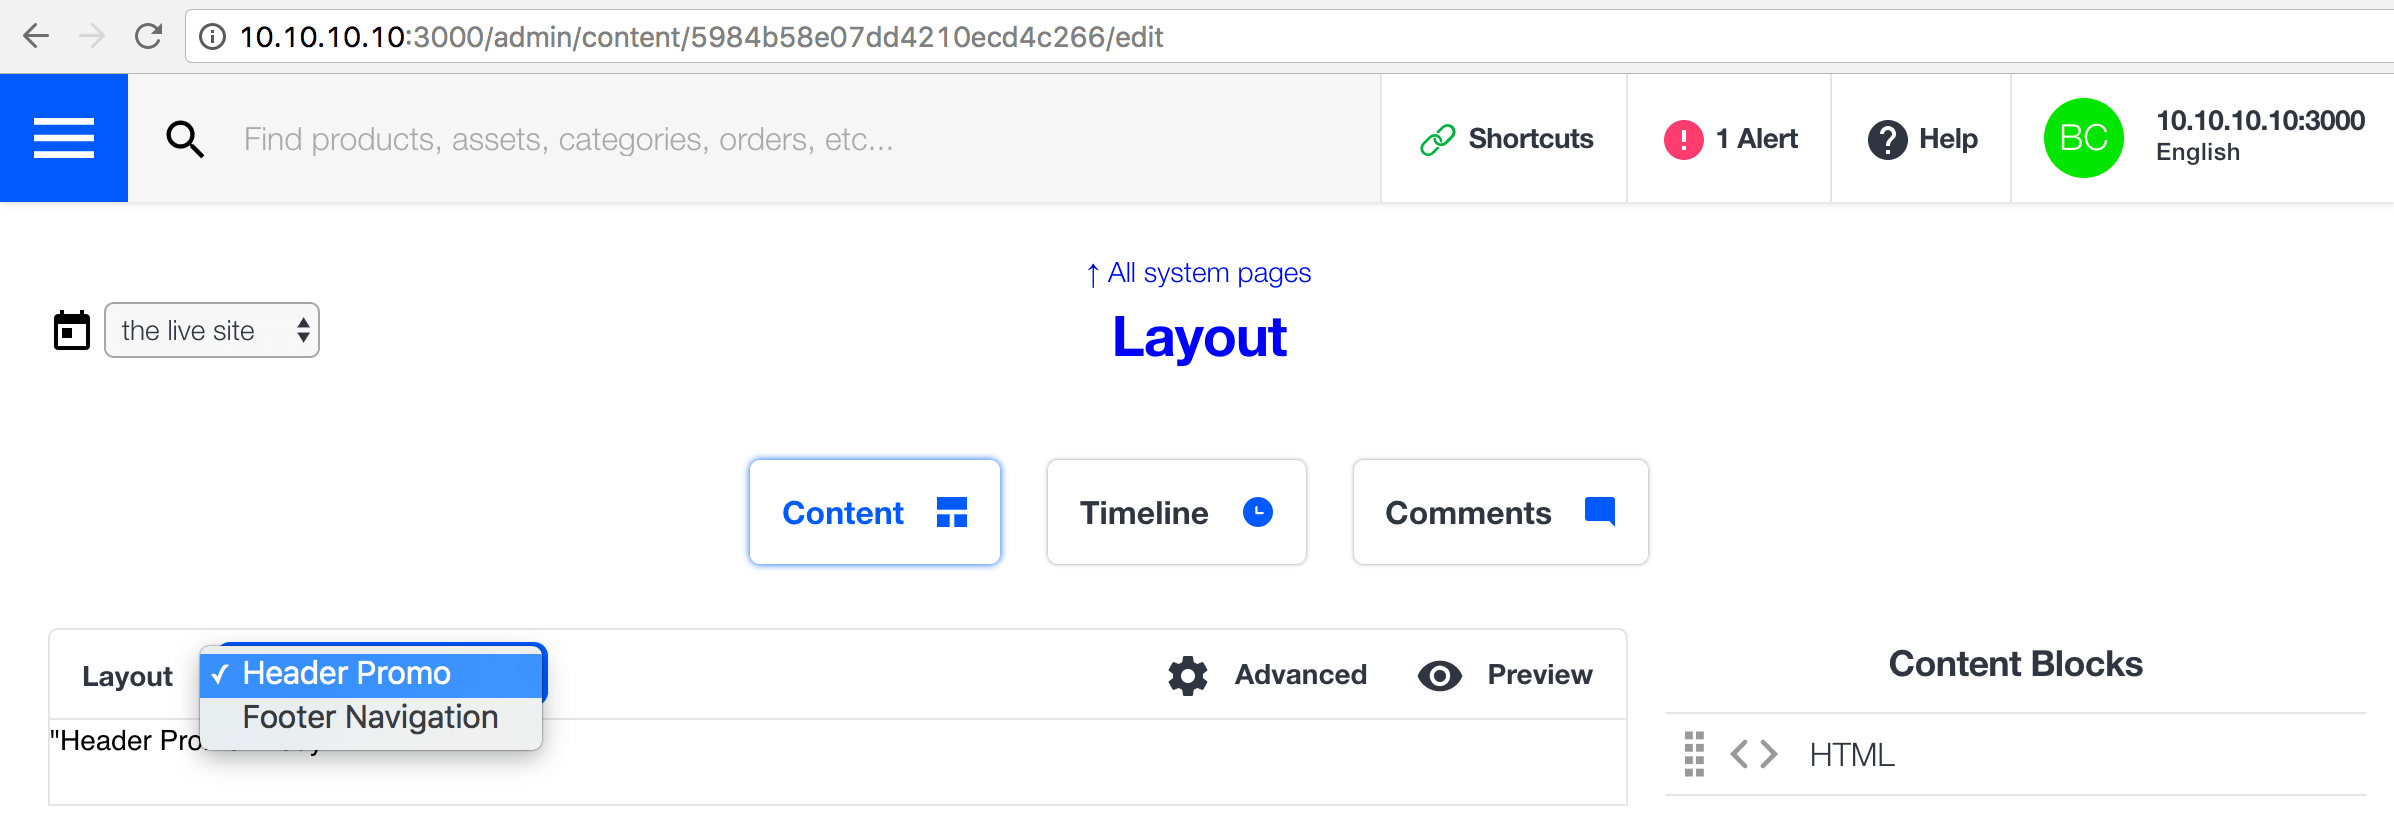 10.10.10.10:3000/admin/content/5984b58e07dd4210ecd4c266/edit
Find products, assets, categories, orders, etc...
Shortcuts
1 Alert
Help
BC
10.10.10.10:3000
English
↑ All system pages
the live site
Layout
Content
Timeline
Comments
Layout
✓ Header Promo
Footer Navigation
Advanced
Preview
Content Blocks
"Header
HTML